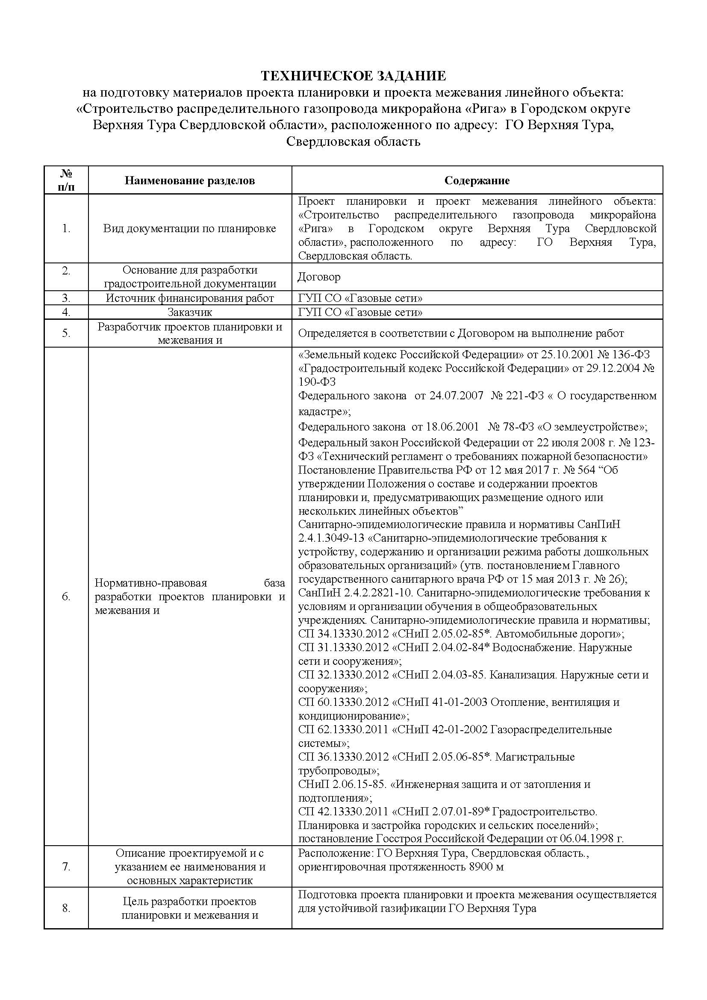 ТЕХНИЧЕСКОЕ ЗАДАНИЕ
на подготовку материалов проекта планировки и проекта межевания линейного объекта:
«Строительство распределительного газопровода микрорайона «Рига» в Городском округе
Верхняя Тура Свердловской области», расположенного по адресу: ГО Верхняя Тура,
Свердловская область
№
п/п
Наименование разделов
Содержание
1.
Вид документации по планировке
Проект планировки и проект межевания линейного объекта:
«Строительство распределительного газопровода микрорайона
«Рига» в Городском округе Верхняя Тура Свердловской
области», расположенного по адресу: ГО Верхняя Тура,
Свердловская область.
2.
Основание для разработки
градостроительной документации
Договор
3.
Источник финансирования работ
ГУП СО «Газовые сети»
4.
Заказчик
ГУП СО «Газовые сети»
5.
Разработчик проектов планировки и
межевания и
Определяется в соответствии с Договором на выполнение работ
6.
Нормативно-правовая база
разработки проектов планировки и
межевания и
«Земельный кодекс Российской Федерации» от 25.10.2001 № 136-ФЗ
«Градостроительный кодекс Российской Федерации» от 29.12.2004 №
190-ФЗ
Федерального закона от 24.07.2007 № 221-ФЗ « О государственном
кадастре»;
Федерального закона от 18.06.2001 № 78-ФЗ «О землеустройстве»;
Федеральный закон Российской Федерации от 22 июля 2008 г. № 123-
ФЗ «Технический регламент о требованиях пожарной безопасности»
Постановление Правительства РФ от 12 мая 2017 г. № 564 “Об
утверждении Положения о составе и содержании проектов
планировки и, предусматривающих размещение одного или
нескольких линейных объектов”
Санитарно-эпидемиологические правила и нормативы СанПиН
2.4.1.3049-13 «Санитарно-эпидемиологические требования к
устройству, содержанию и организации режима работы дошкольных
образовательных организаций» (утв. постановлением Главного
государственного санитарного врача РФ от 15 мая 2013 г. № 26);
СанПиН 2.4.2.2821-10. Санитарно-эпидемиологические требования к
условиям и организации обучения в общеобразовательных
учреждениях. Санитарно-эпидемиологические правила и нормативы;
СП 34.13330.2012 «СНиП 2.05.02-85*. Автомобильные дороги»;
СП 31.13330.2012 «СНиП 2.04.02-84* Водоснабжение. Наружные
сети и сооружения»;
СП 32.13330.2012 «СНиП 2.04.03-85. Канализация. Наружные сети и
сооружения»;
СП 60.13330.2012 «СНиП 41-01-2003 Отопление, вентиляция и
кондиционирование»;
СП 62.13330.2011 «СНиП 42-01-2002 Газораспределительные
системы»;
СП 36.13330.2012 «СНиП 2.05.06-85*. Магистральные
трубопроводы»;
СНиП 2.06.15-85. «Инженерная защита и от затопления и
подтопления»;
СП 42.13330.2011 «СНиП 2.07.01-89* Градостроительство.
Планировка и застройка городских и сельских поселений»;
постановление Госстроя Российской Федерации от 06.04.1998 г.
7.
Описание проектируемой и с
указанием ее наименования и
основных характеристик
Расположение: ГО Верхняя Тура, Свердловская область.,
ориентировочная протяженность 8900 м
8.
Цель разработки проектов
планировки и межевания и
Подготовка проекта планировки и проекта межевания осуществляется
для устойчивой газификации ГО Верхняя Тура